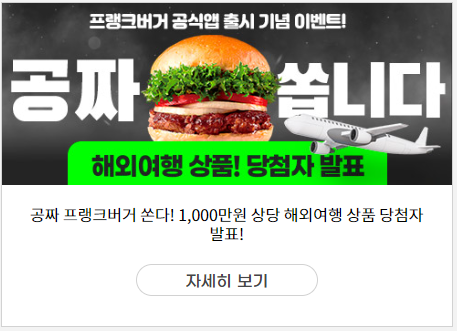 프랭크버거 공식앱 출시 기념 이벤트!
공짜 쏩니다
해외여행 상품! 당첨자 발표
공짜 프랭크버거 쏜다! 1,000만원 상당 해외여행 상품 당첨자
발표!
자세히 보기